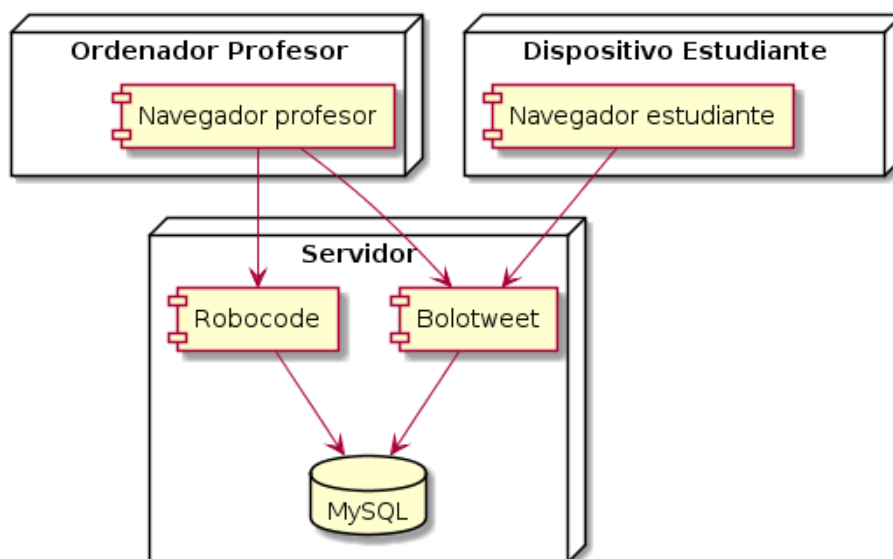 Ordenador Profesor
Dispositivo Estudiante
Navegador profesor
Navegador estudiante
Servidor
Robocode
Bolotweet
MySQL